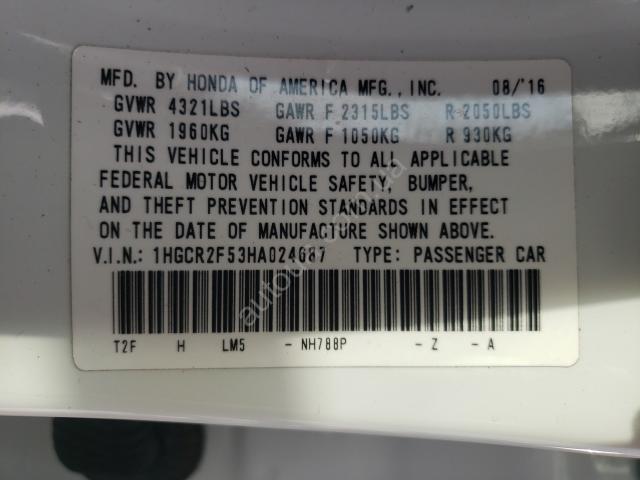 MFD. BY HONDA OF AMERICA MFG., INC. 08/'16
GVWR 4321LBS GAWR F 2315LBS R 2050LBS
GVWR 1960KG GAWR F 1050KG R 930KG
THIS VEHICLE CONFORMS TO ALL APPLICABLE
FEDERAL MOTOR VEHICLE SAFETY, BUMPER,
AND THEFT PREVENTION STANDARDS IN EFFECT
ON THE DATE OF MANUFACTURE SHOWN ABOVE.
V.I.N.: 1HGCR2F53HA024687 TYPE: PASSENGER CAR
T2F H LM5 - NH788P - Z - A